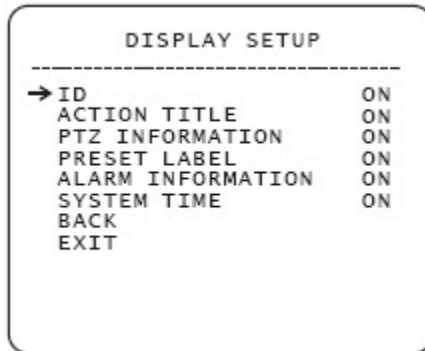 DISPLAY SETUP
ID ON
ACTION TITLE ON
PTZ INFORMATION ON
PRESET LABEL ON
ALARM INFORMATION ON
SYSTEM TIME ON
BACK
EXIT